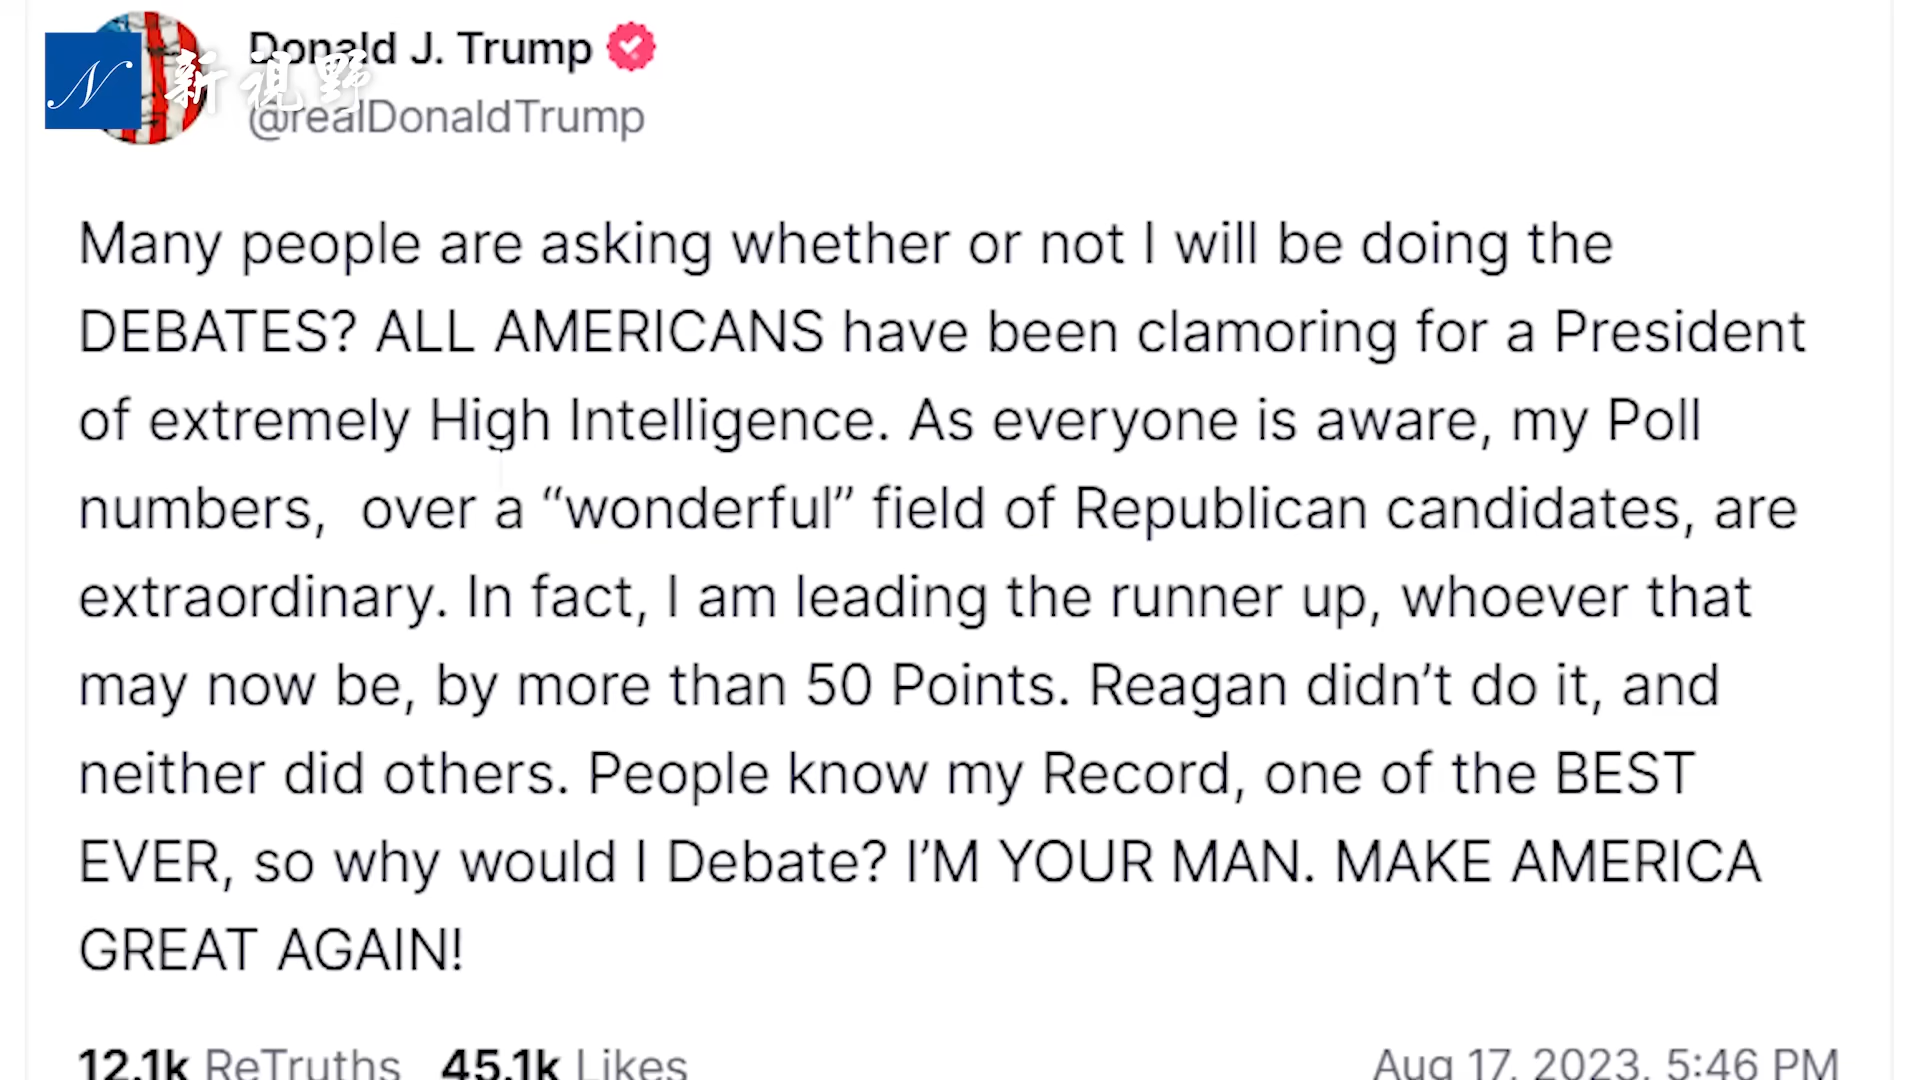 Donald J. Trump
N 新视野
@realDonaldTrump
Many people are asking whether or not I will be doing the
DEBATES? ALL AMERICANS have been clamoring for a President
of extremely High Intelligence. As everyone is aware, my Poll
numbers,  over a “wonderful” field of Republican candidates, are
extraordinary. In fact, I am leading the runner up, whoever that
may now be, by more than 50 Points. Reagan didn’t do it, and
neither did others. People know my Record, one of the BEST
EVER, so why would I Debate? I’M YOUR MAN. MAKE AMERICA
GREAT AGAIN!
12.1k ReTruths 45.1k Likes Aug 17, 2023, 5:46 PM